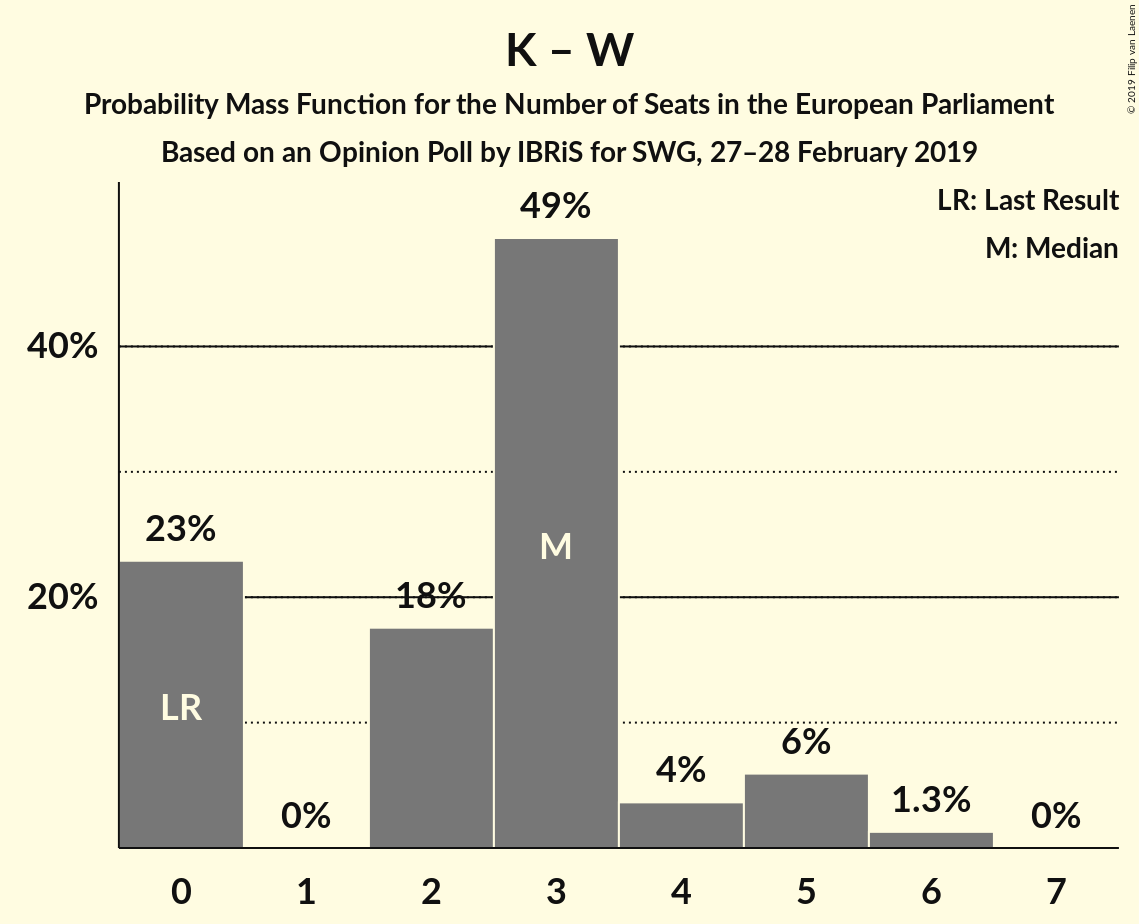 K – W
Probability Mass Function for the Number of Seats in the European Parliament
Based on an Opinion Poll by IBRiS for SWG, 27–28 February 2019
© 2019 Filip van Laenen
LR: Last Result
M: Median
49%
40%
23%
M
20%
18%
LR
6%
4%
1.3%
0%
0%
0 1 2 3 4 5 6 7